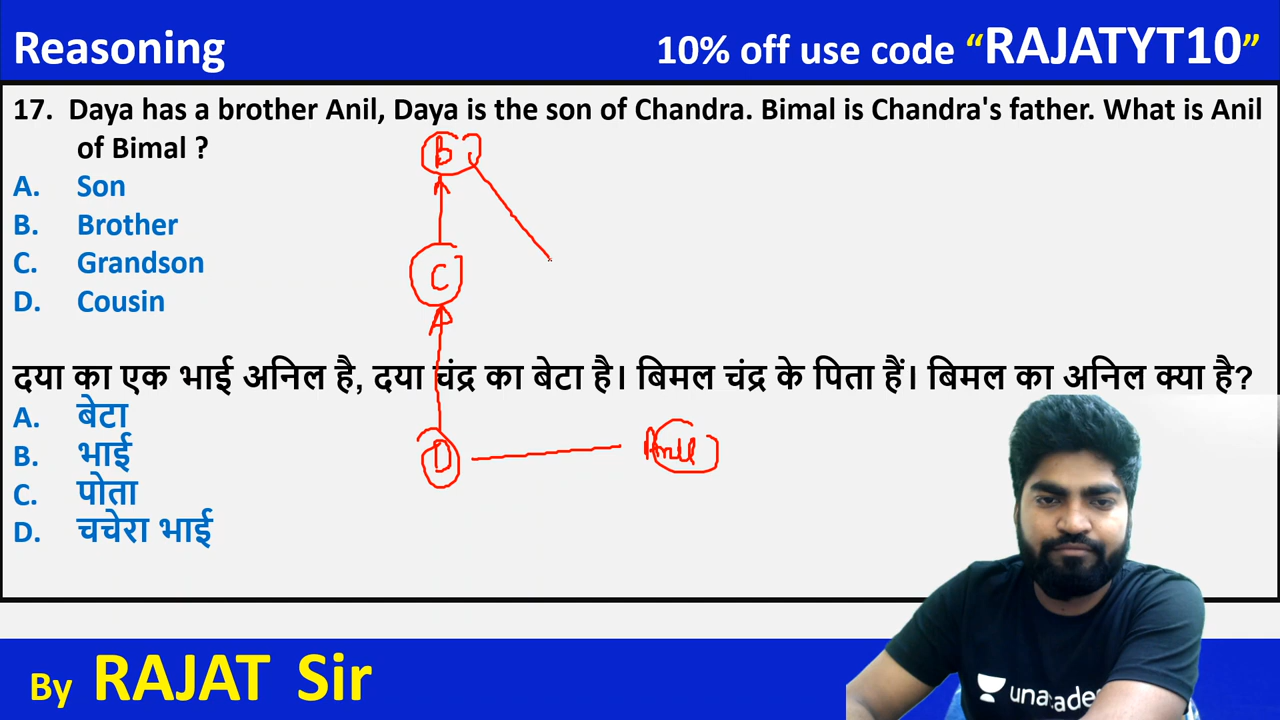 Reasoning
10% off use code “RAJATYT10”
17. Daya has a brother Anil, Daya is the son of Chandra. Bimal is Chandra's father. What is Anil
of Bimal ?
A. Son
B. Brother
C. Grandson
D. Cousin
B
C
D
Anil
दया का एक भाई अनिल है, दया चंद्र का बेटा है। बिमल चंद्र के पिता हैं। बिमल का अनिल क्या है?
A. बेटा
B. भाई
C. पोता
D. चचेरा भाई
By RAJAT Sir